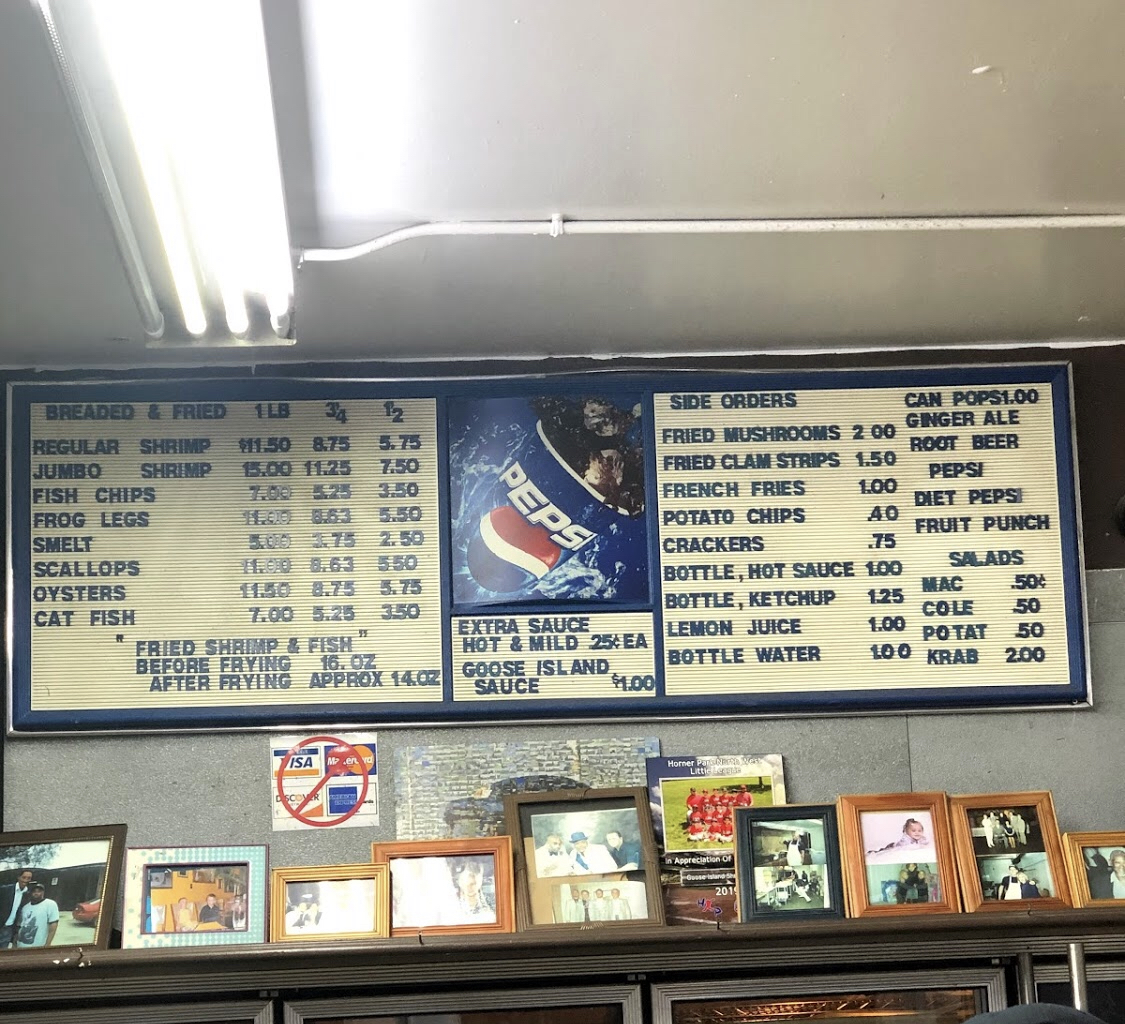 BREADED & FRIED 1 LB 3/4 1/2
REGULAR SHRIMP $11.50 8.75 5.75
JUMBO SHRIMP 15.00 11.25 7.50
FISH CHIPS 7.00 5.25 3.50
FROG LEGS 11.00 8.63 5.50
SMELT 5.00 3.75 2.50
SCALLOPS 11.00 8.63 5.50
OYSTERS 11.50 8.75 5.75
CAT FISH 7.00 5.25 3.50
"FRIED SHRIMP & FISH"
BEFORE FRYING 16. OZ
AFTER FRYING APPROX 14.OZ
PEPSI
EXTRA SAUCE
HOT & MILD .25¢ EA
GOOSE ISLAND
SAUCE $1.00
SIDE ORDERS
FRIED MUSHROOMS 2 00
FRIED CLAM STRIPS 1.50
FRENCH FRIES 1.00
POTATO CHIPS .40
CRACKERS .75
BOTTLE, HOT SAUCE 1.00
BOTTLE, KETCHUP 1.25
LEMON JUICE 1.00
BOTTLE WATER 1.00
CAN POPS1.00
GINGER ALE
ROOT BEER
PEPSI
DIET PEPSI
FRUIT PUNCH
SALADS
MAC .50¢
COLE .50
POTAT .50
KRAB 2.00
VISA MasterCard
DISCOVER
Horner Park North West
Little League
In Appreciation Of
Goose Island
2019